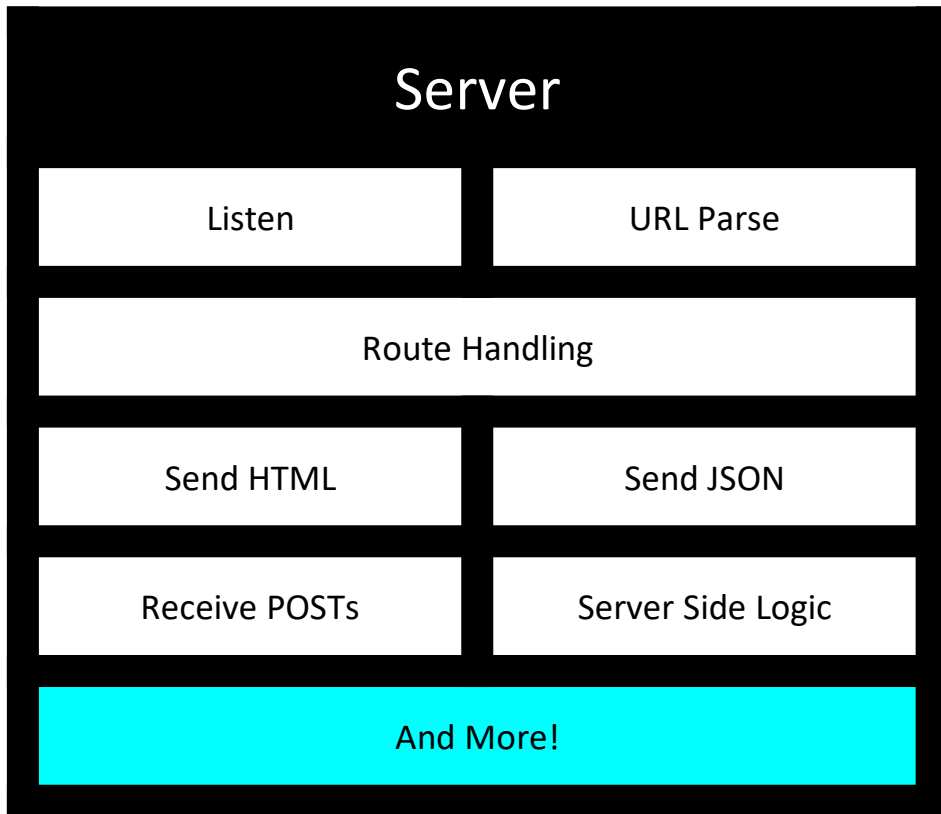 Server
Listen
URL Parse
Route Handling
Send HTML
Send JSON
Receive POSTs
Server Side Logic
And More!